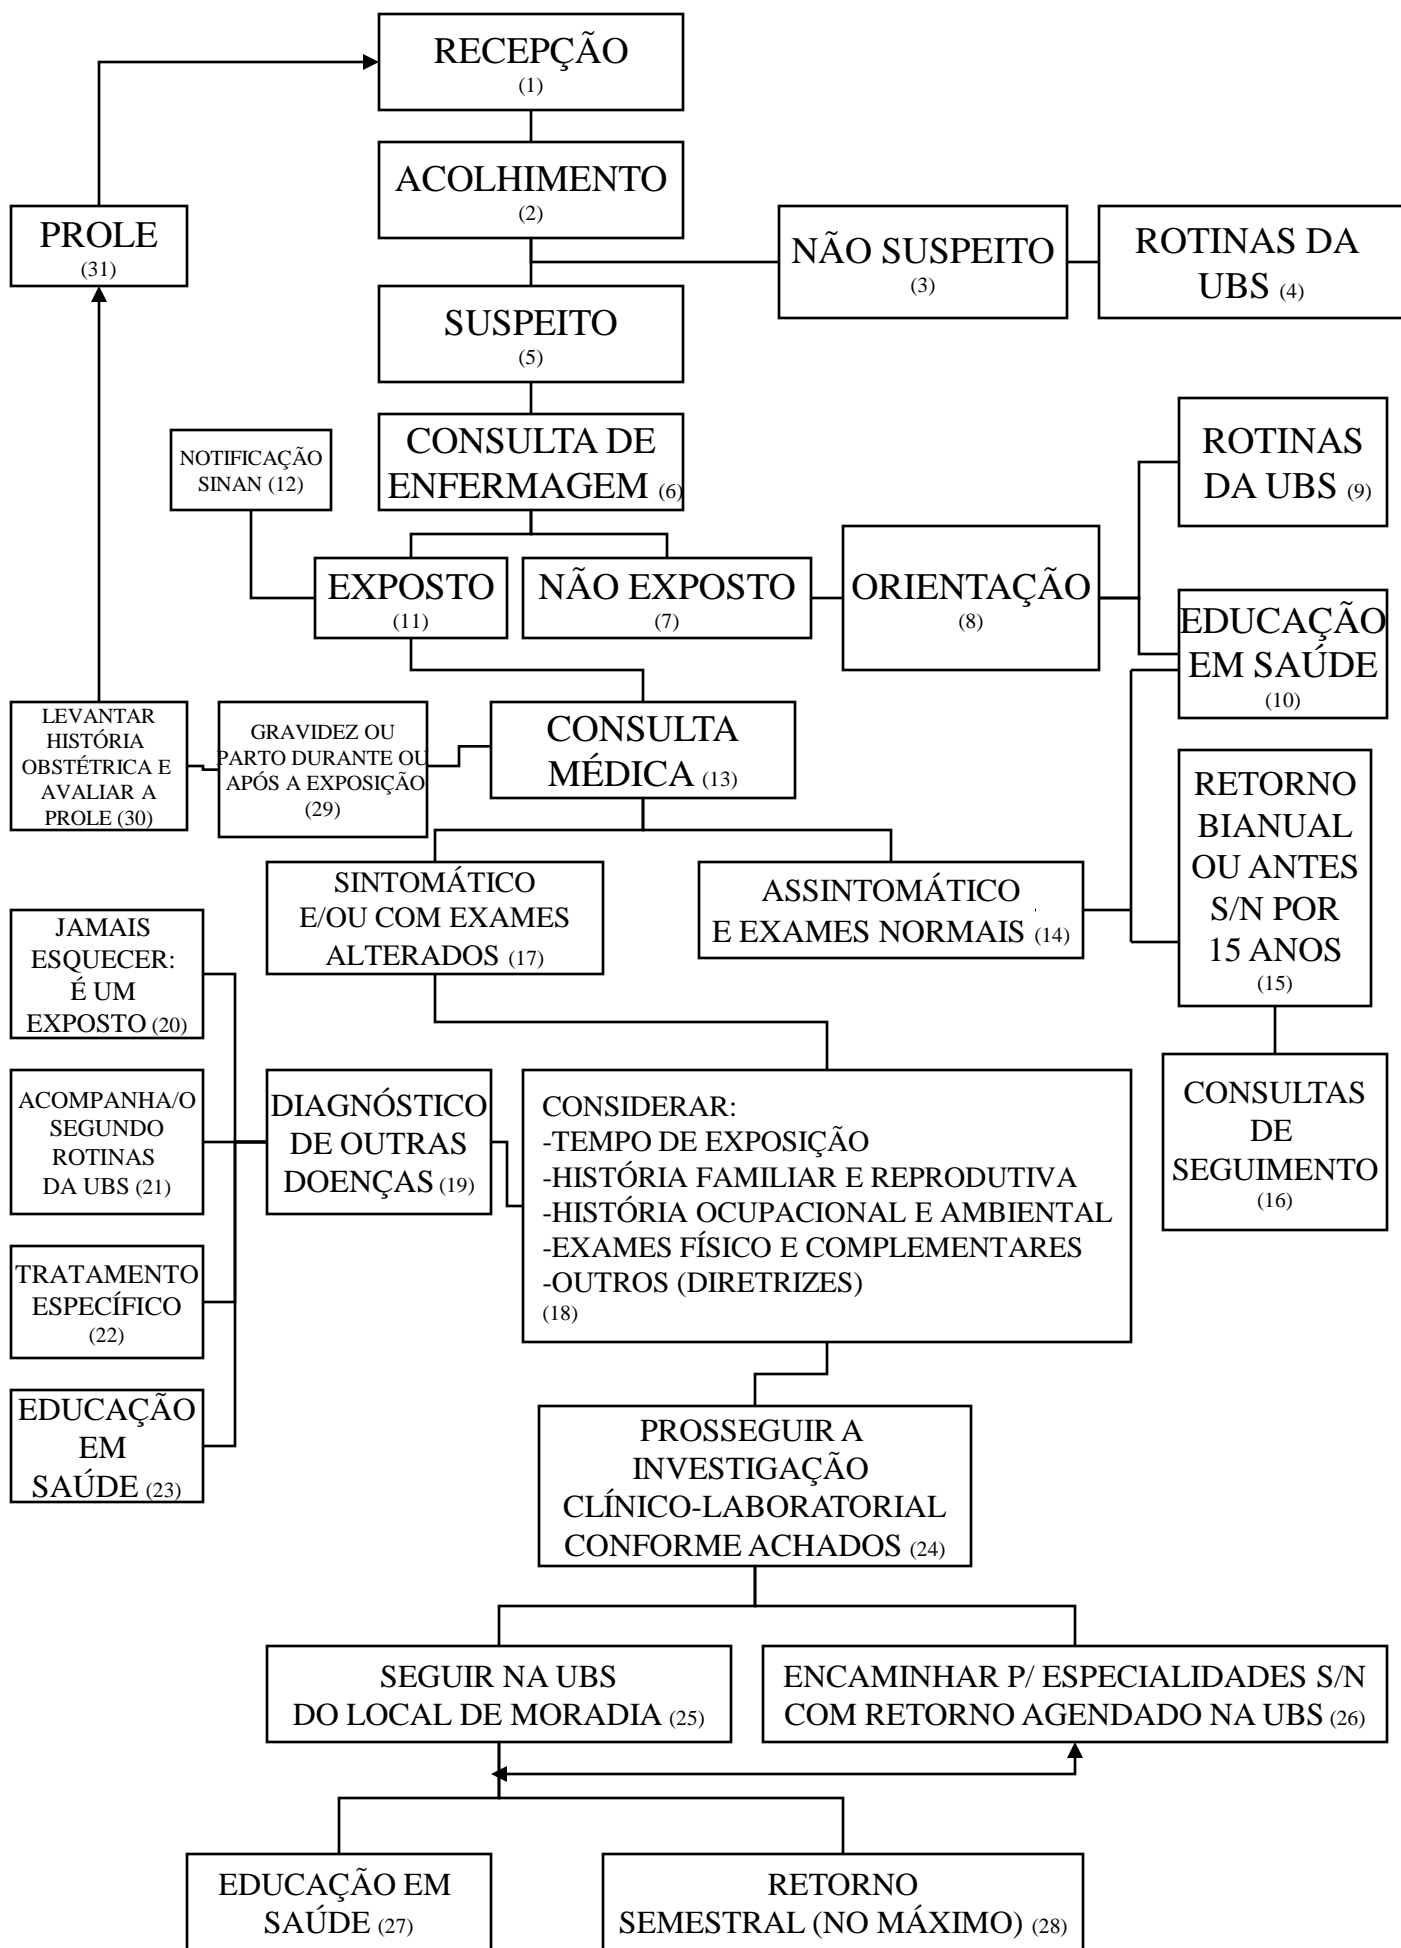 RECEPÇÃO
(1)
ACOLHIMENTO
(2)
PROLE
(31)
NÃO SUSPEITO
(3)
ROTINAS DA
UBS (4)
SUSPEITO
(5)
CONSULTA DE
ENFERMAGEM (6)
NOTIFICAÇÃO
SINAN (12)
ROTINAS
DA UBS (9)
EXPOSTO
(11)
NÃO EXPOSTO
(7)
ORIENTAÇÃO
(8)
EDUCAÇÃO
EM SAÚDE
(10)
LEVANTAR
HISTÓRIA
OBSTÉTRICA E
AVALIAR A
PROLE (30)
GRAVIDEZ OU
PARTO DURANTE OU
APÓS A EXPOSIÇÃO
(29)
CONSULTA
MÉDICA (13)
RETORNO
BIANUAL
OU ANTES
S/N POR
15 ANOS
(15)
SINTOMÁTICO
E/OU COM EXAMES
ALTERADOS (17)
ASSINTOMÁTICO
E EXAMES NORMAIS (14)
JAMAIS
ESQUECER:
É UM
EXPOSTO (20)
CONSULTAS
DE
SEGUIMENTO
(16)
ACOMPANHA/O
SEGUNDO
ROTINAS
DA UBS (21)
DIAGNÓSTICO
DE OUTRAS
DOENÇAS (19)
CONSIDERAR:
-TEMPO DE EXPOSIÇÃO
-HISTÓRIA FAMILIAR E REPRODUTIVA
-HISTÓRIA OCUPACIONAL E AMBIENTAL
-EXAMES FÍSICO E COMPLEMENTARES
-OUTROS (DIRETRIZES)
(18)
TRATAMENTO
ESPECÍFICO
(22)
EDUCAÇÃO
EM
SAÚDE (23)
PROSSEGUIR A
INVESTIGAÇÃO
CLÍNICO-LABORATORIAL
CONFORME ACHADOS (24)
SEGUIR NA UBS
DO LOCAL DE MORADIA (25)
ENCAMINHAR P/ ESPECIALIDADES S/N
COM RETORNO AGENDADO NA UBS (26)
EDUCAÇÃO EM
SAÚDE (27)
RETORNO
SEMESTRAL (NO MÁXIMO) (28)